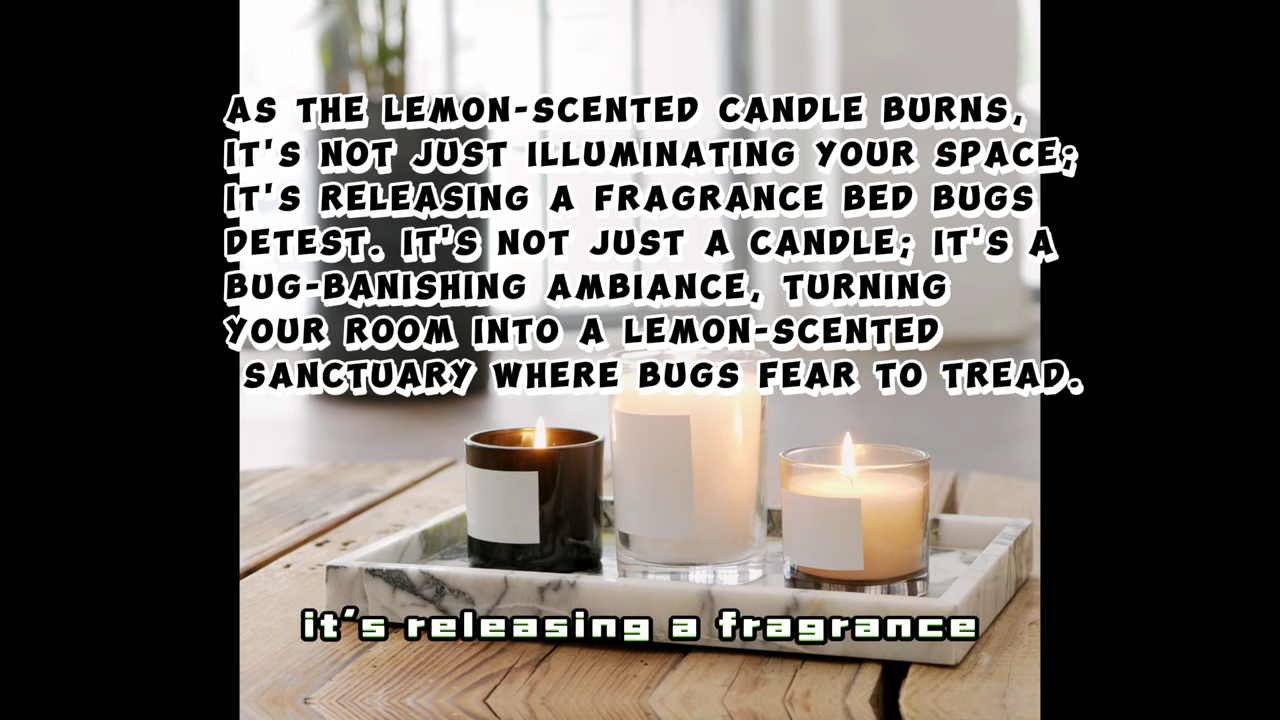 AS THE LEMON-SCENTED CANDLE BURNS,
IT'S NOT JUST ILLUMINATING YOUR SPACE;
IT'S RELEASING A FRAGRANCE BED BUGS
DETEST. IT'S NOT JUST A CANDLE; IT'S A
BUG-BANISHING AMBIANCE, TURNING
YOUR ROOM INTO A LEMON-SCENTED
SANCTUARY WHERE BUGS FEAR TO TREAD.
it's releasing a fragrance